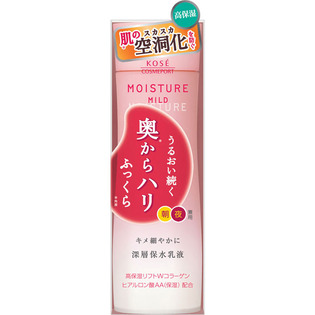 高保湿
肌の
スカスカ
空洞化
を防ぐ
KOSÉ
COSMEPORT
MOISTURE
MILD
うるおい続く
奥からハリ
ふっくら
朝 夜 兼用
キメ細やかに
深層保水乳液
高保湿リフトWコラーゲン
ヒアルロン酸AA(保湿) 配合